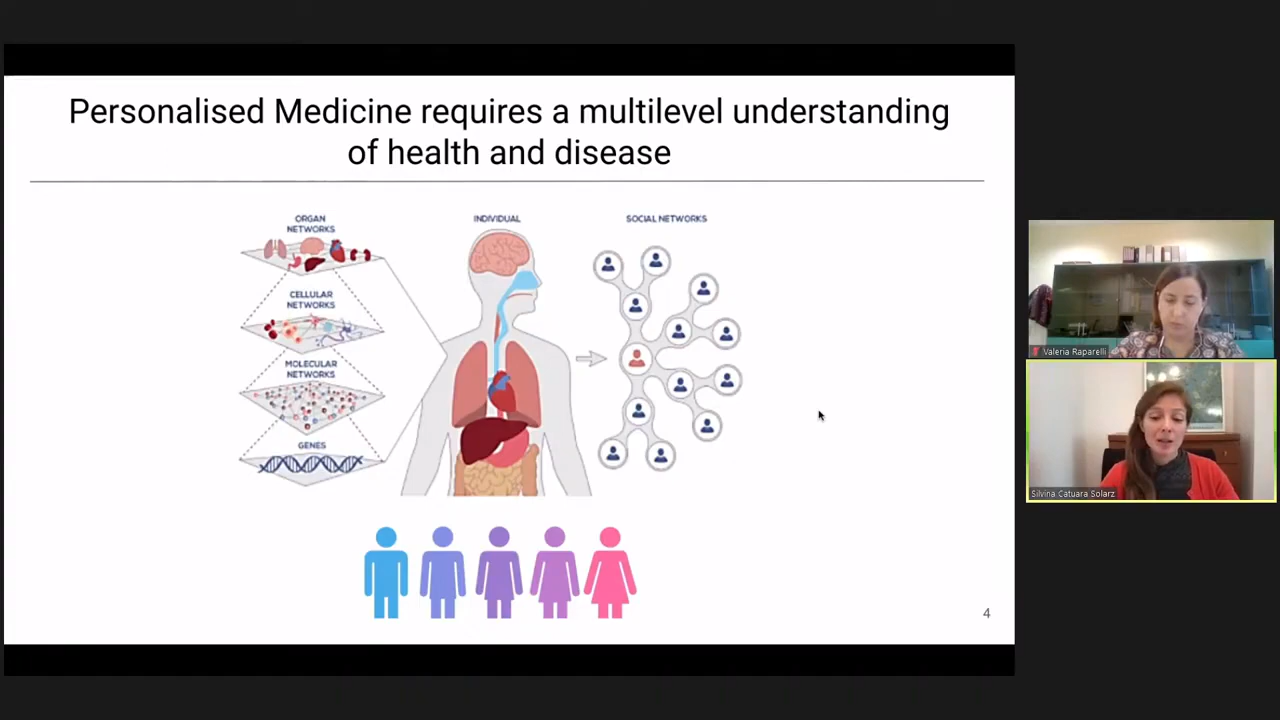 Personalised Medicine requires a multilevel understanding
of health and disease
ORGAN
NETWORKS
INDIVIDUAL
SOCIAL NETWORKS
CELLULAR
NETWORKS
MOLECULAR
NETWORKS
GENES
4
Valeria Raparelli
Silvina Catuara Solarz